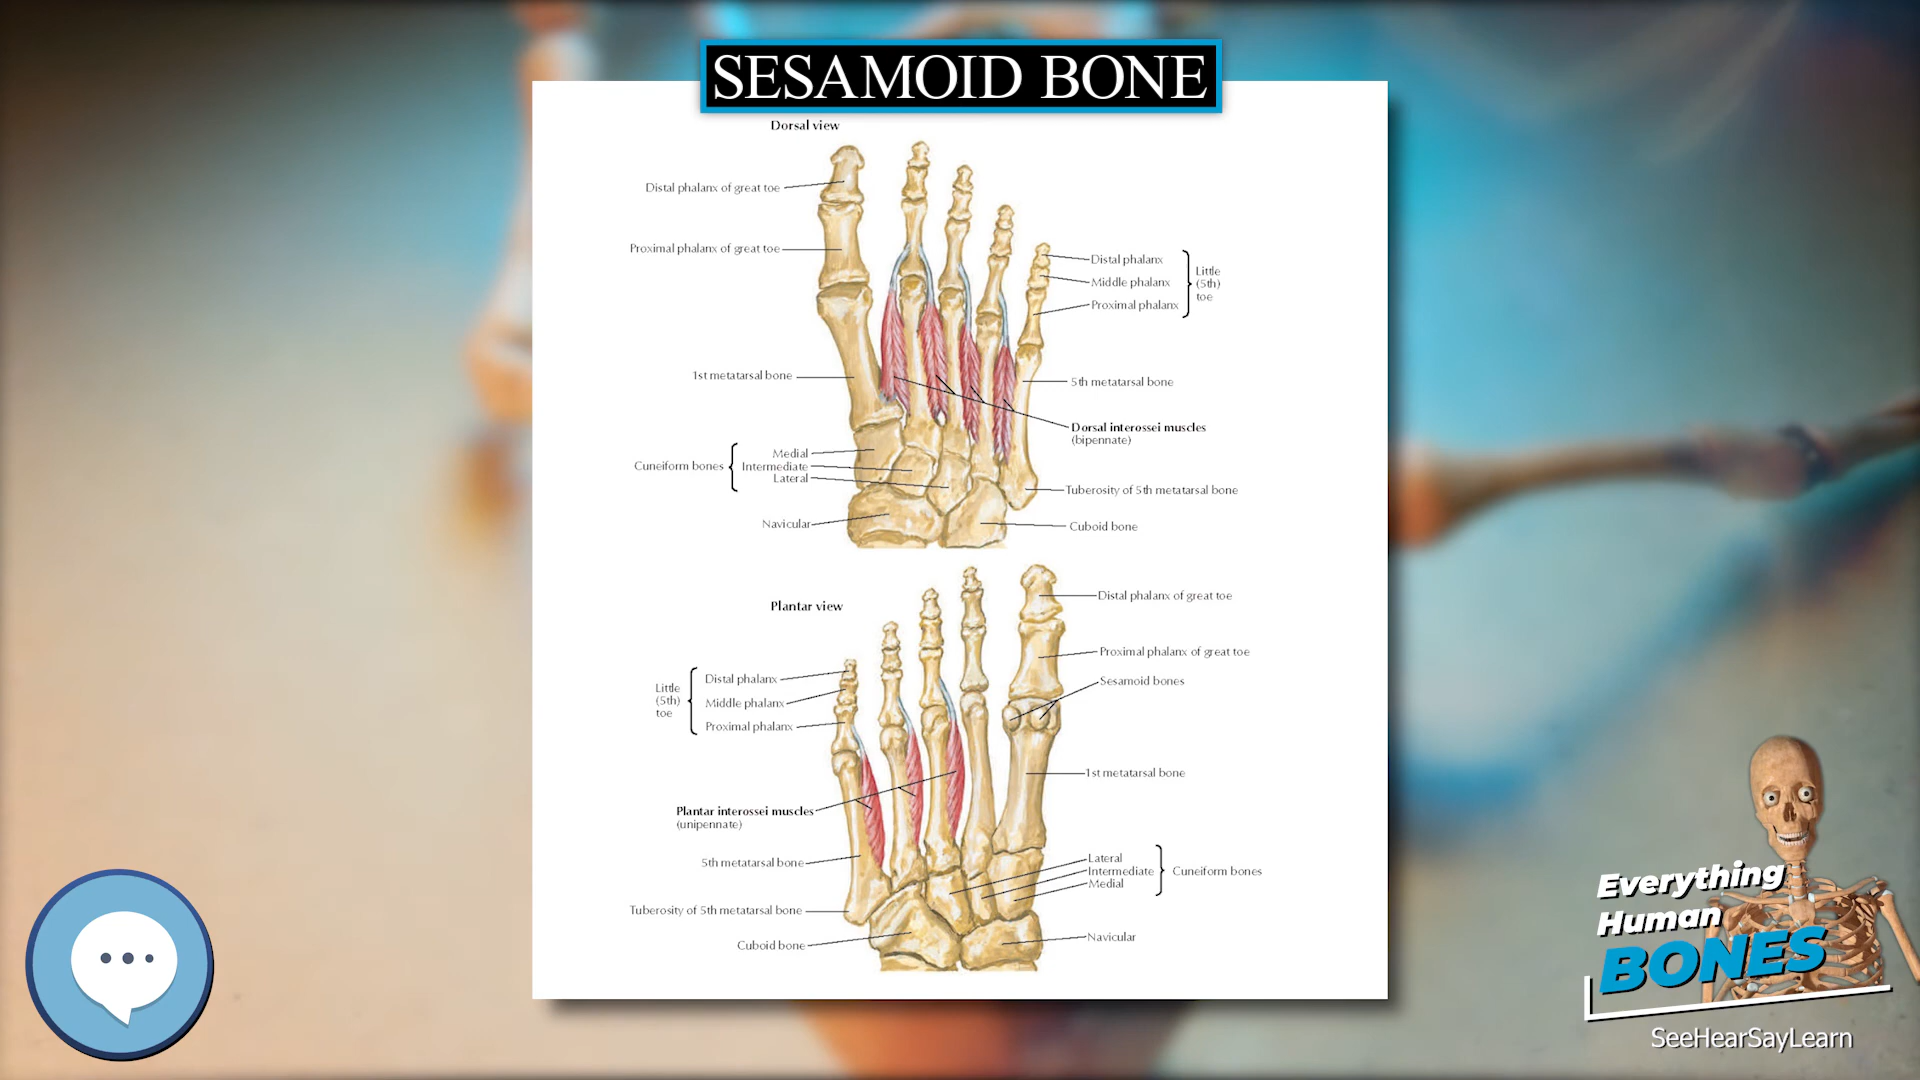 SESAMOID BONE
Dorsal view
Distal phalanx of great toe
Proximal phalanx of great toe
Distal phalanx
Middle phalanx
Proximal phalanx
Little
(5th)
toe
1st metatarsal bone
5th metatarsal bone
Dorsal interossei muscles
(bipennate)
Cuneiform bones
Medial
Intermediate
Lateral
Tuberosity of 5th metatarsal bone
Navicular
Cuboid bone
Plantar view
Distal phalanx of great toe
Proximal phalanx of great toe
Sesamoid bones
Little
(5th)
toe
Distal phalanx
Middle phalanx
Proximal phalanx
1st metatarsal bone
Plantar interossei muscles
(unipennate)
5th metatarsal bone
Lateral
Intermediate
Medial
Cuneiform bones
Tuberosity of 5th metatarsal bone
Cuboid bone
Navicular
Everything
Human
BONES
SeeHearSayLearn